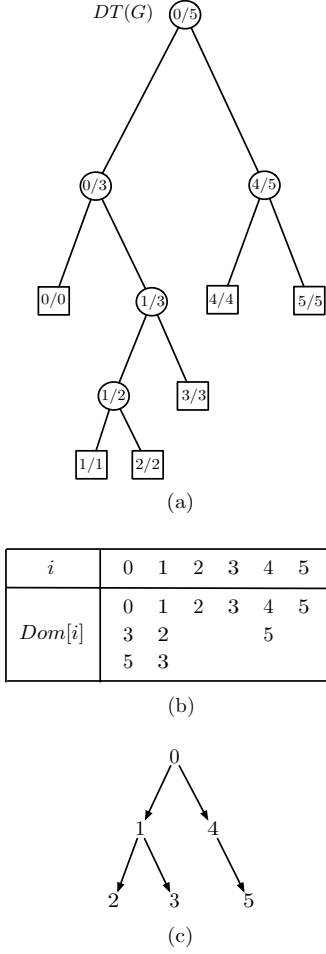 DT(G) 0/5
0/3 4/5
0/0 1/3 4/4 5/5
1/2 3/3
1/1 2/2
(a)
i 0 1 2 3 4 5
0 1 2 3 4 5
Dom[i] 3 2 5
5 3
(b)
0
1 4
2 3 5
(c)